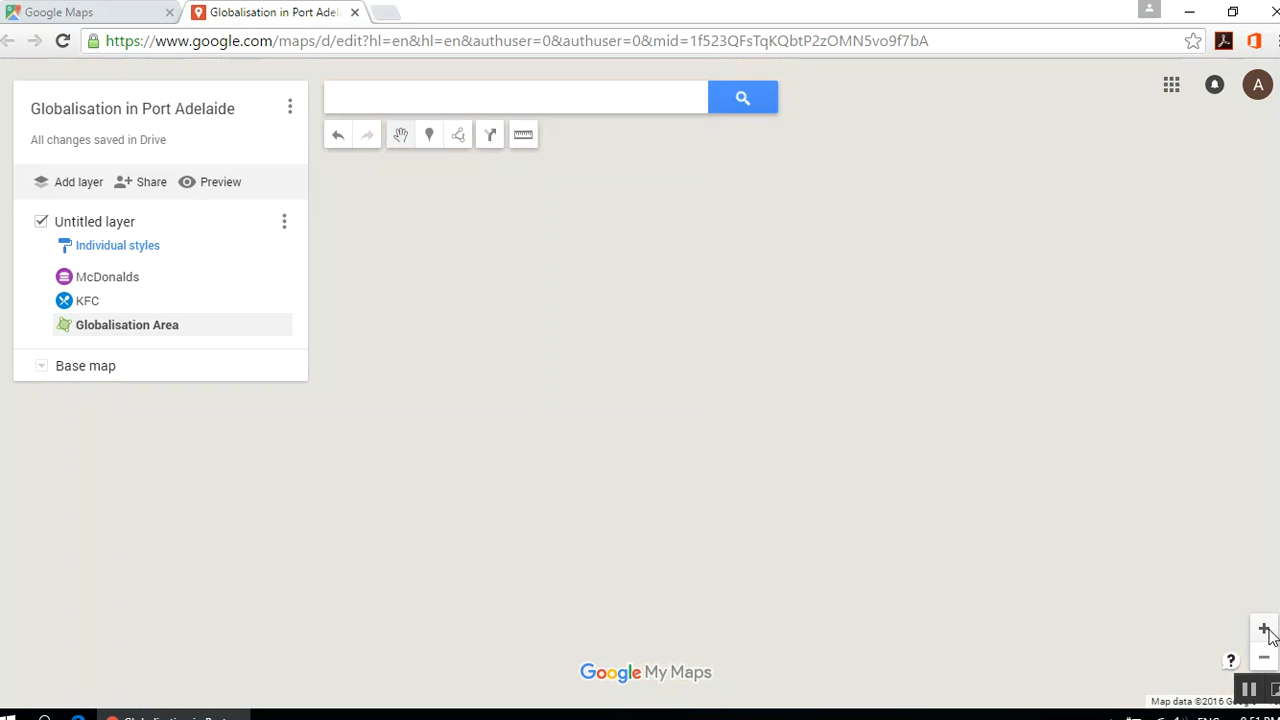 Google Maps
Globalisation in Port Adel
https://www.google.com/maps/d/edit?hl=en&hl=en&authuser=0&authuser=0&mid=1f523QFsTqKQbtP2zOMN5vo9f7bA
Globalisation in Port Adelaide
All changes saved in Drive
A
Add layer Share Preview
Untitled layer
Individual styles
McDonalds
KFC
Globalisation Area
Base map
+
?
−
Google My Maps
Map data ©2016